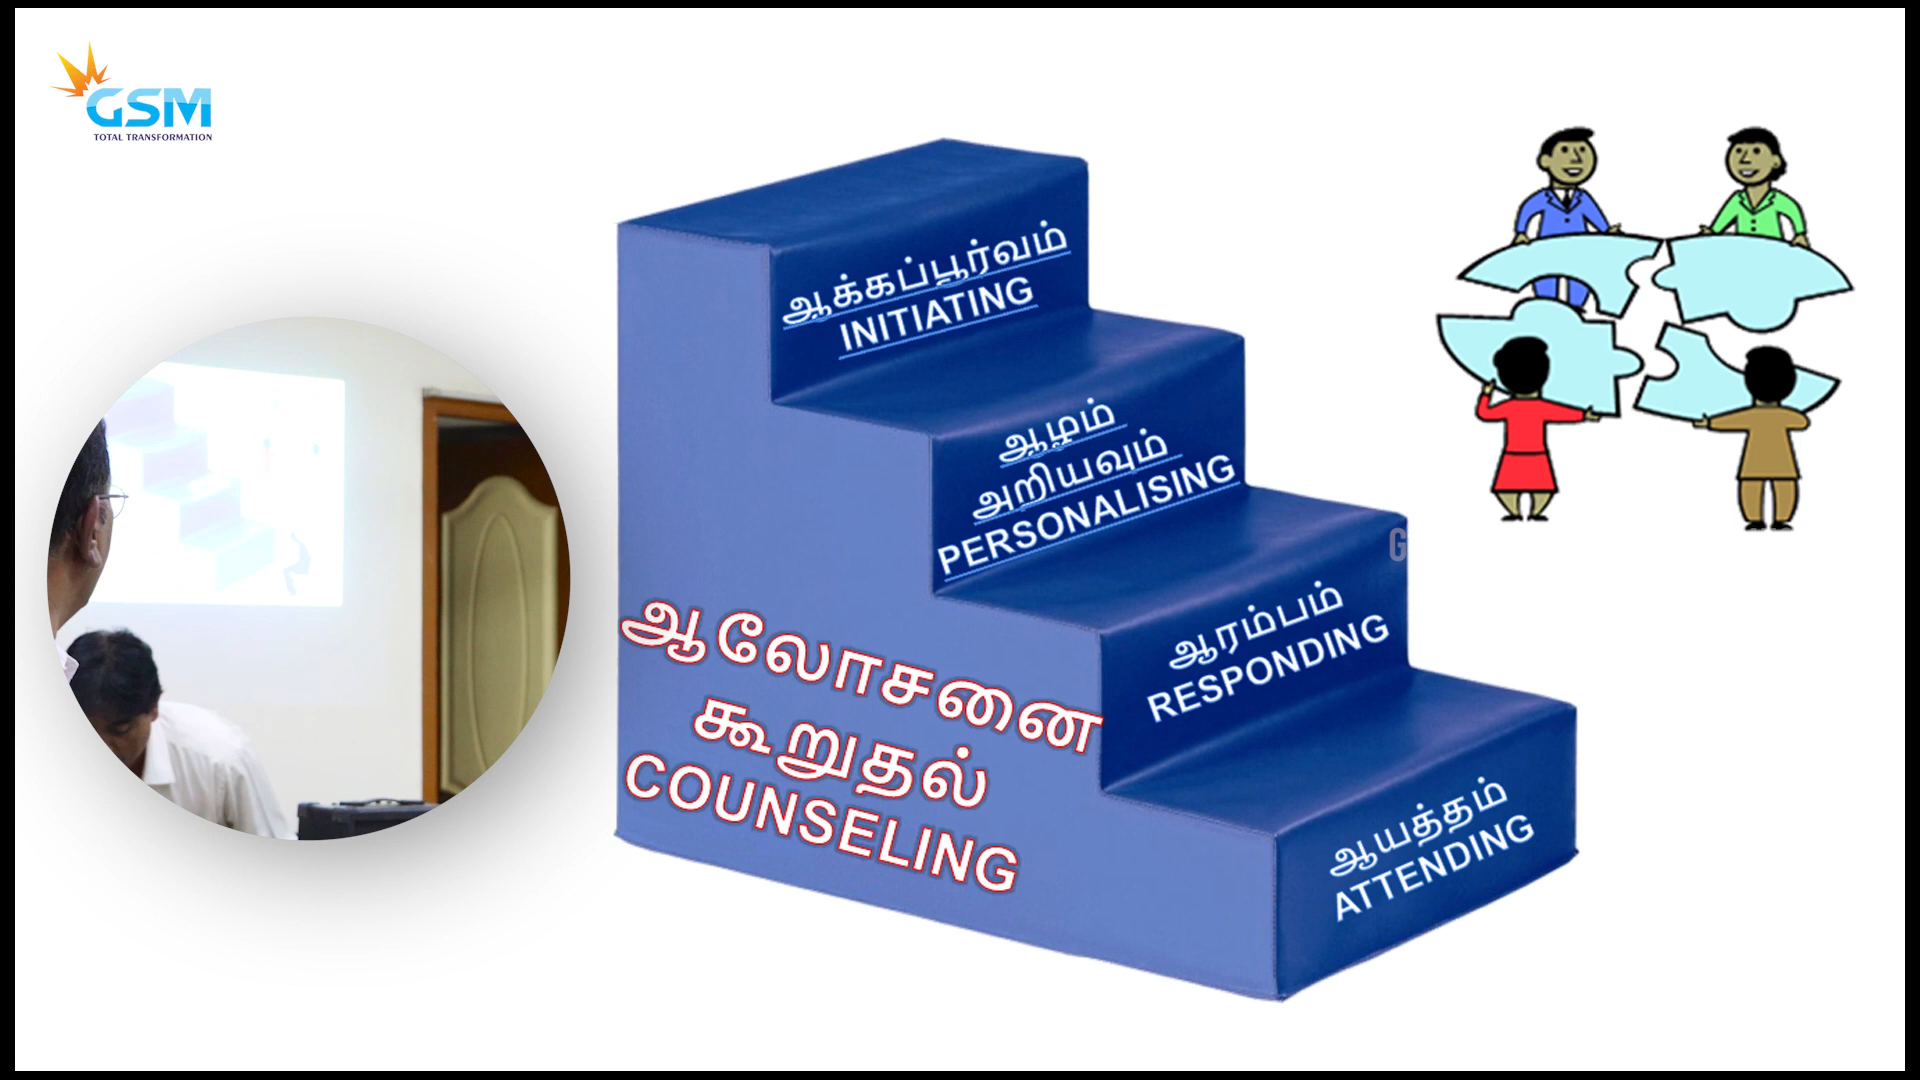 GSM
TOTAL TRANSFORMATION
ஆக்கப்பூர்வம்
INITIATING
ஆழம்
அறியவும்
PERSONALISING
ஆரம்பம்
RESPONDING
ஆயத்தம்
ATTENDING
ஆலோசனை
கூறுதல்
COUNSELING